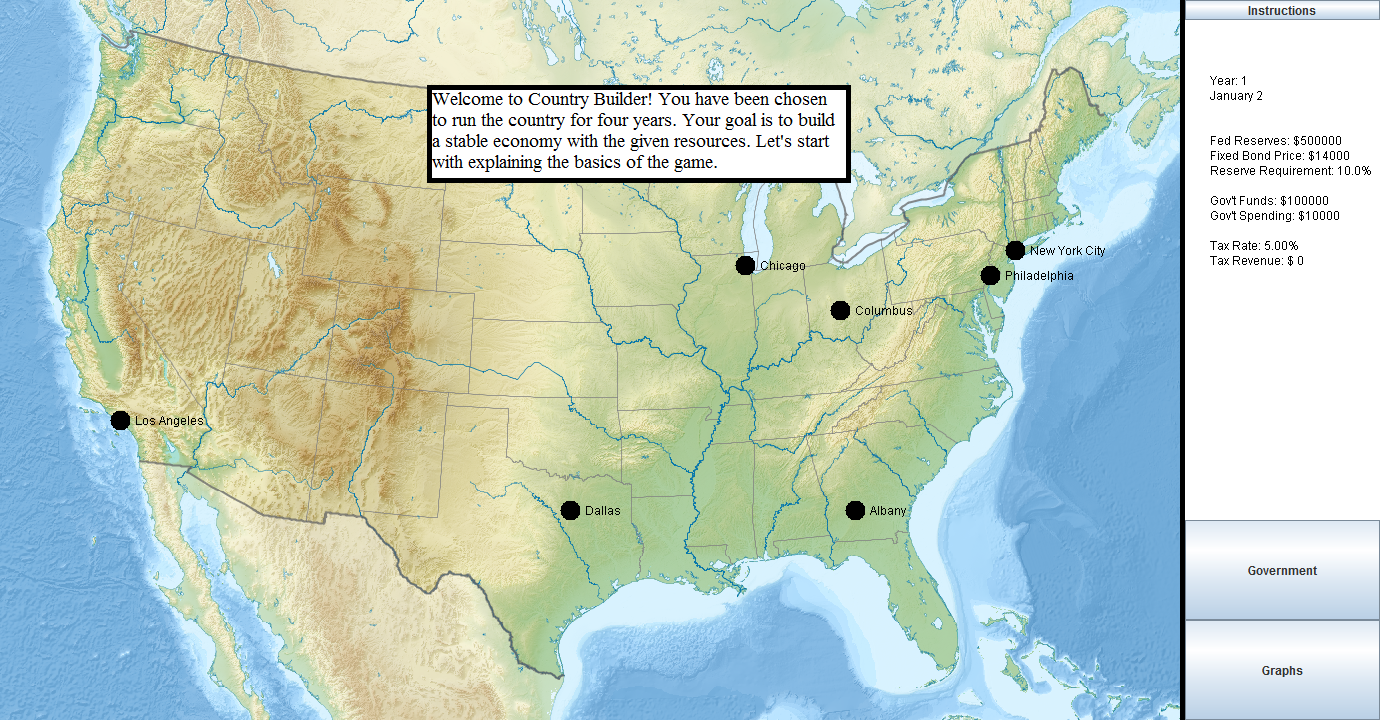 Instructions
Welcome to Country Builder! You have been chosen
to run the country for four years. Your goal is to build
a stable economy with the given resources. Let's start
with explaining the basics of the game.
Year: 1
January 2
Fed Reserves: $500000
Fixed Bond Price: $14000
Reserve Requirement: 10.0%
Gov't Funds: $100000
Gov't Spending: $10000
Tax Rate: 5.00%
Tax Revenue: $ 0
New York City
Chicago
Philadelphia
Columbus
Los Angeles
Dallas
Albany
Government
Graphs